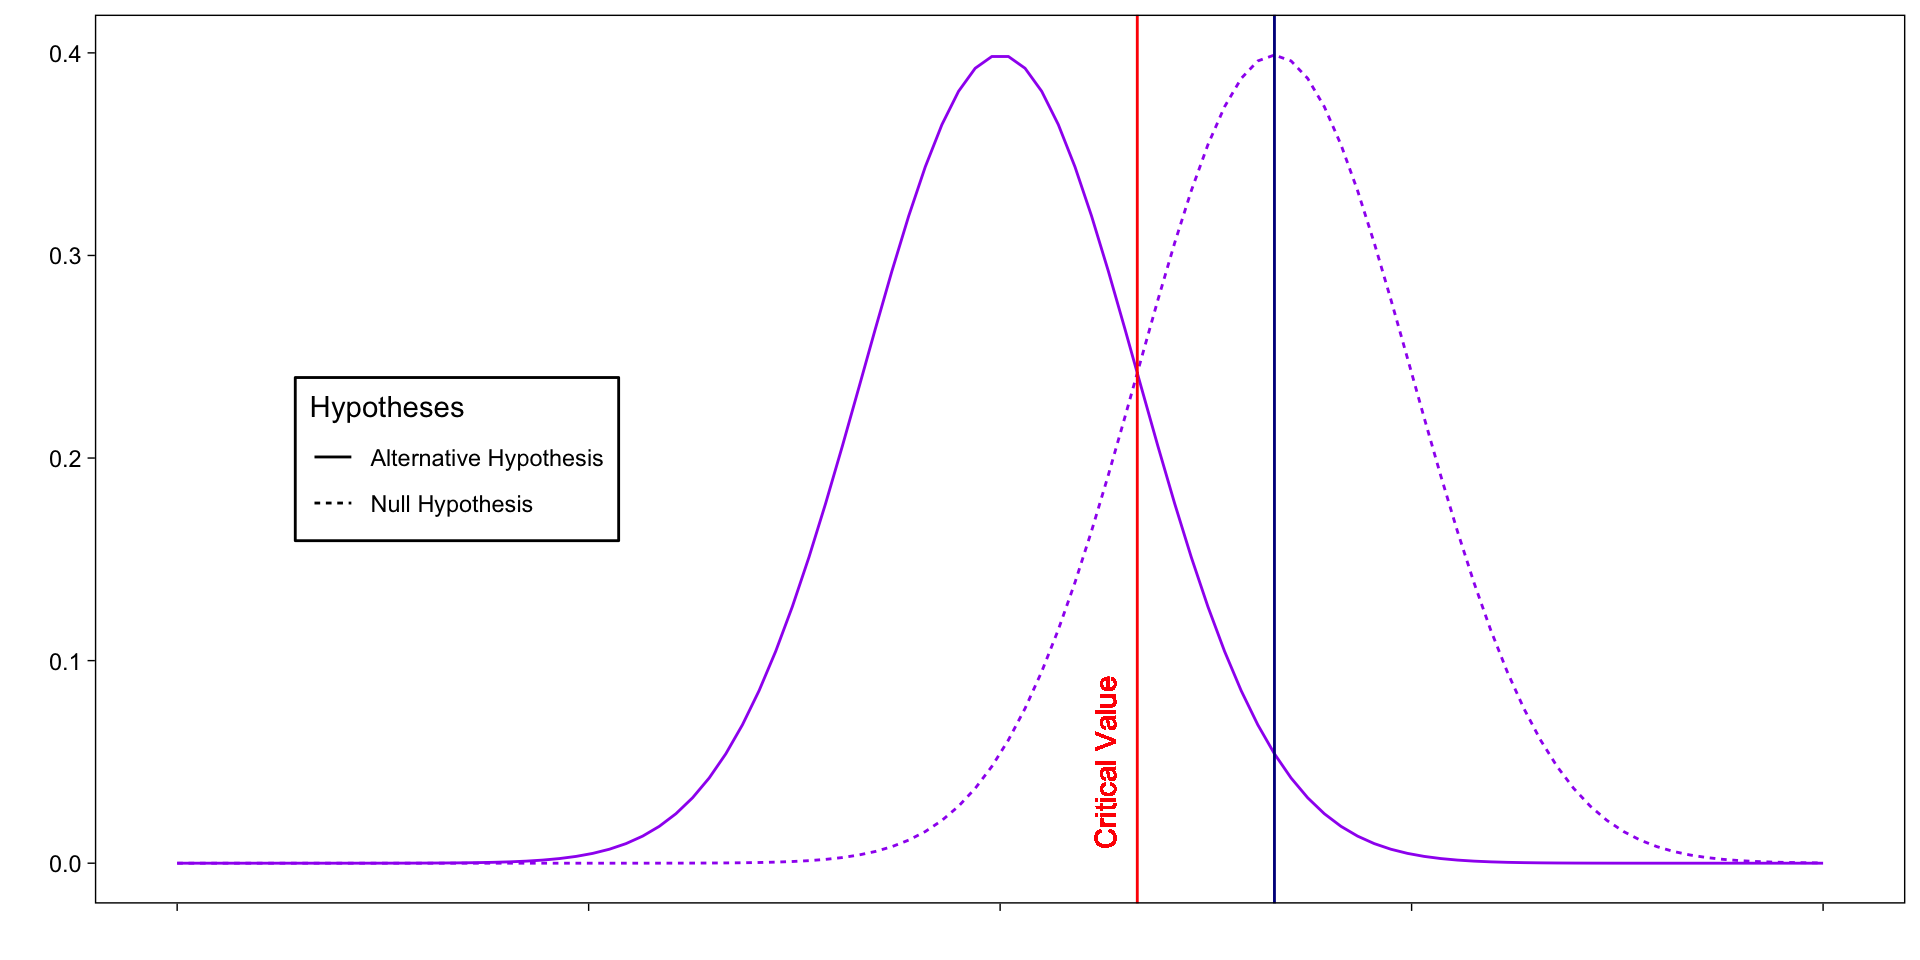 0.4
0.3
0.2
0.1
0.0
Hypotheses
Alternative Hypothesis
Null Hypothesis
Critical Value